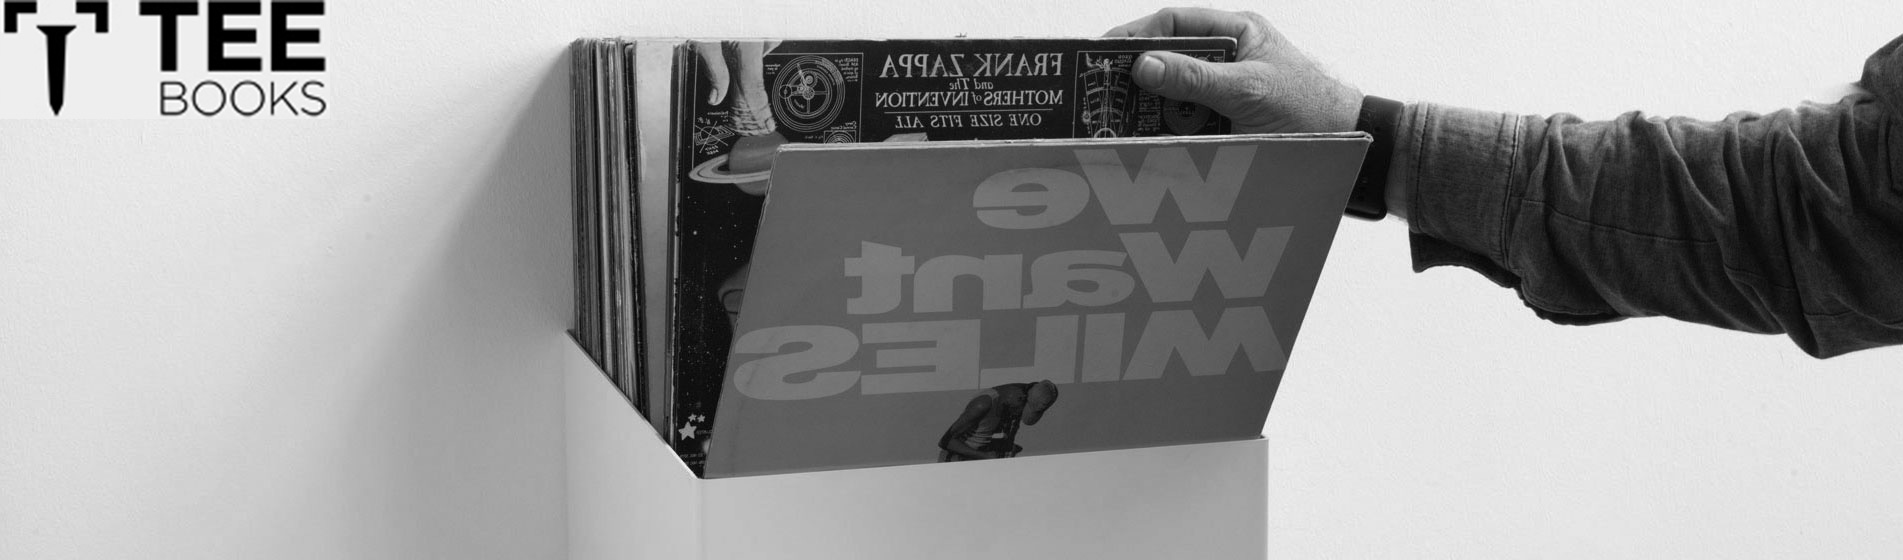 TEE
BOOKS
FRANK ZAPPA
and The
MOTHERS of INVENTION
ONE SIZE FITS ALL
We
Want
MILES